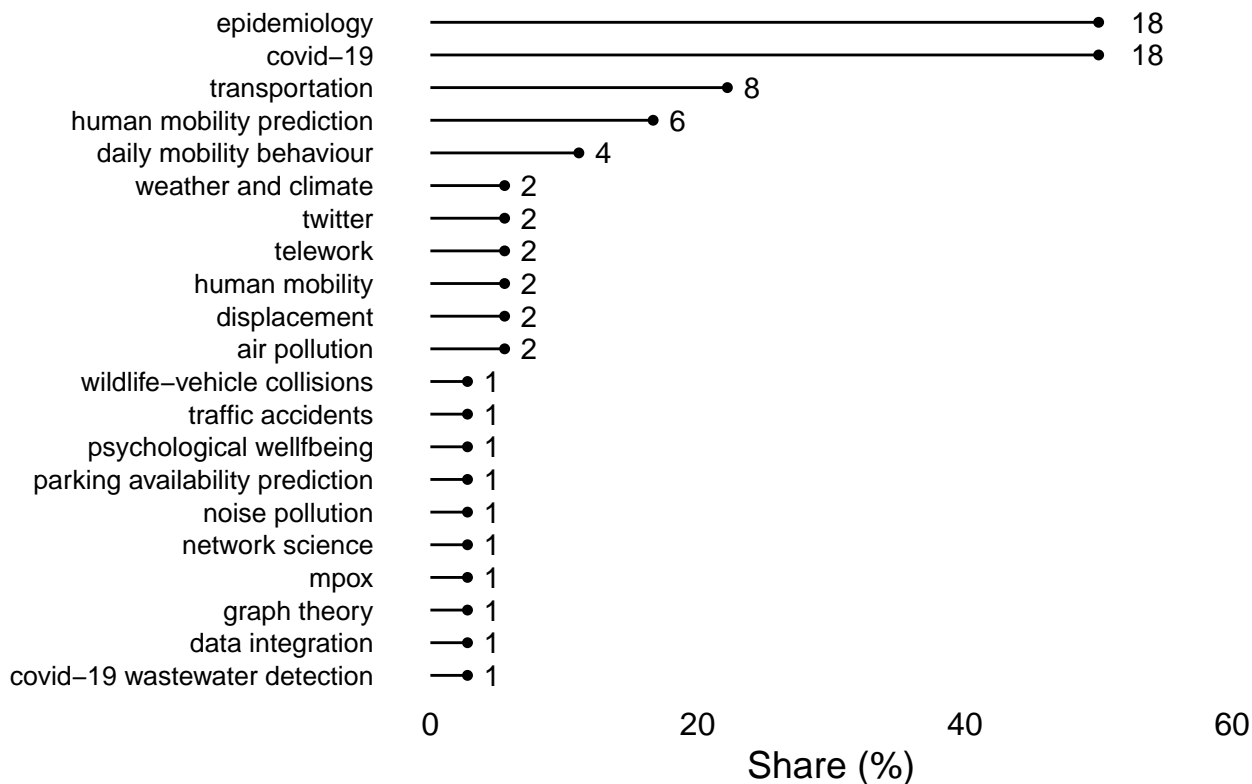 epidemiology 18
covid−19 18
transportation 8
human mobility prediction 6
daily mobility behaviour 4
weather and climate 2
twitter 2
telework 2
human mobility 2
displacement 2
air pollution 2
wildlife−vehicle collisions 1
traffic accidents 1
psychological wellfbeing 1
parking availability prediction 1
noise pollution 1
network science 1
mpox 1
graph theory 1
data integration 1
covid−19 wastewater detection 1
0 20 40 60
Share (%)